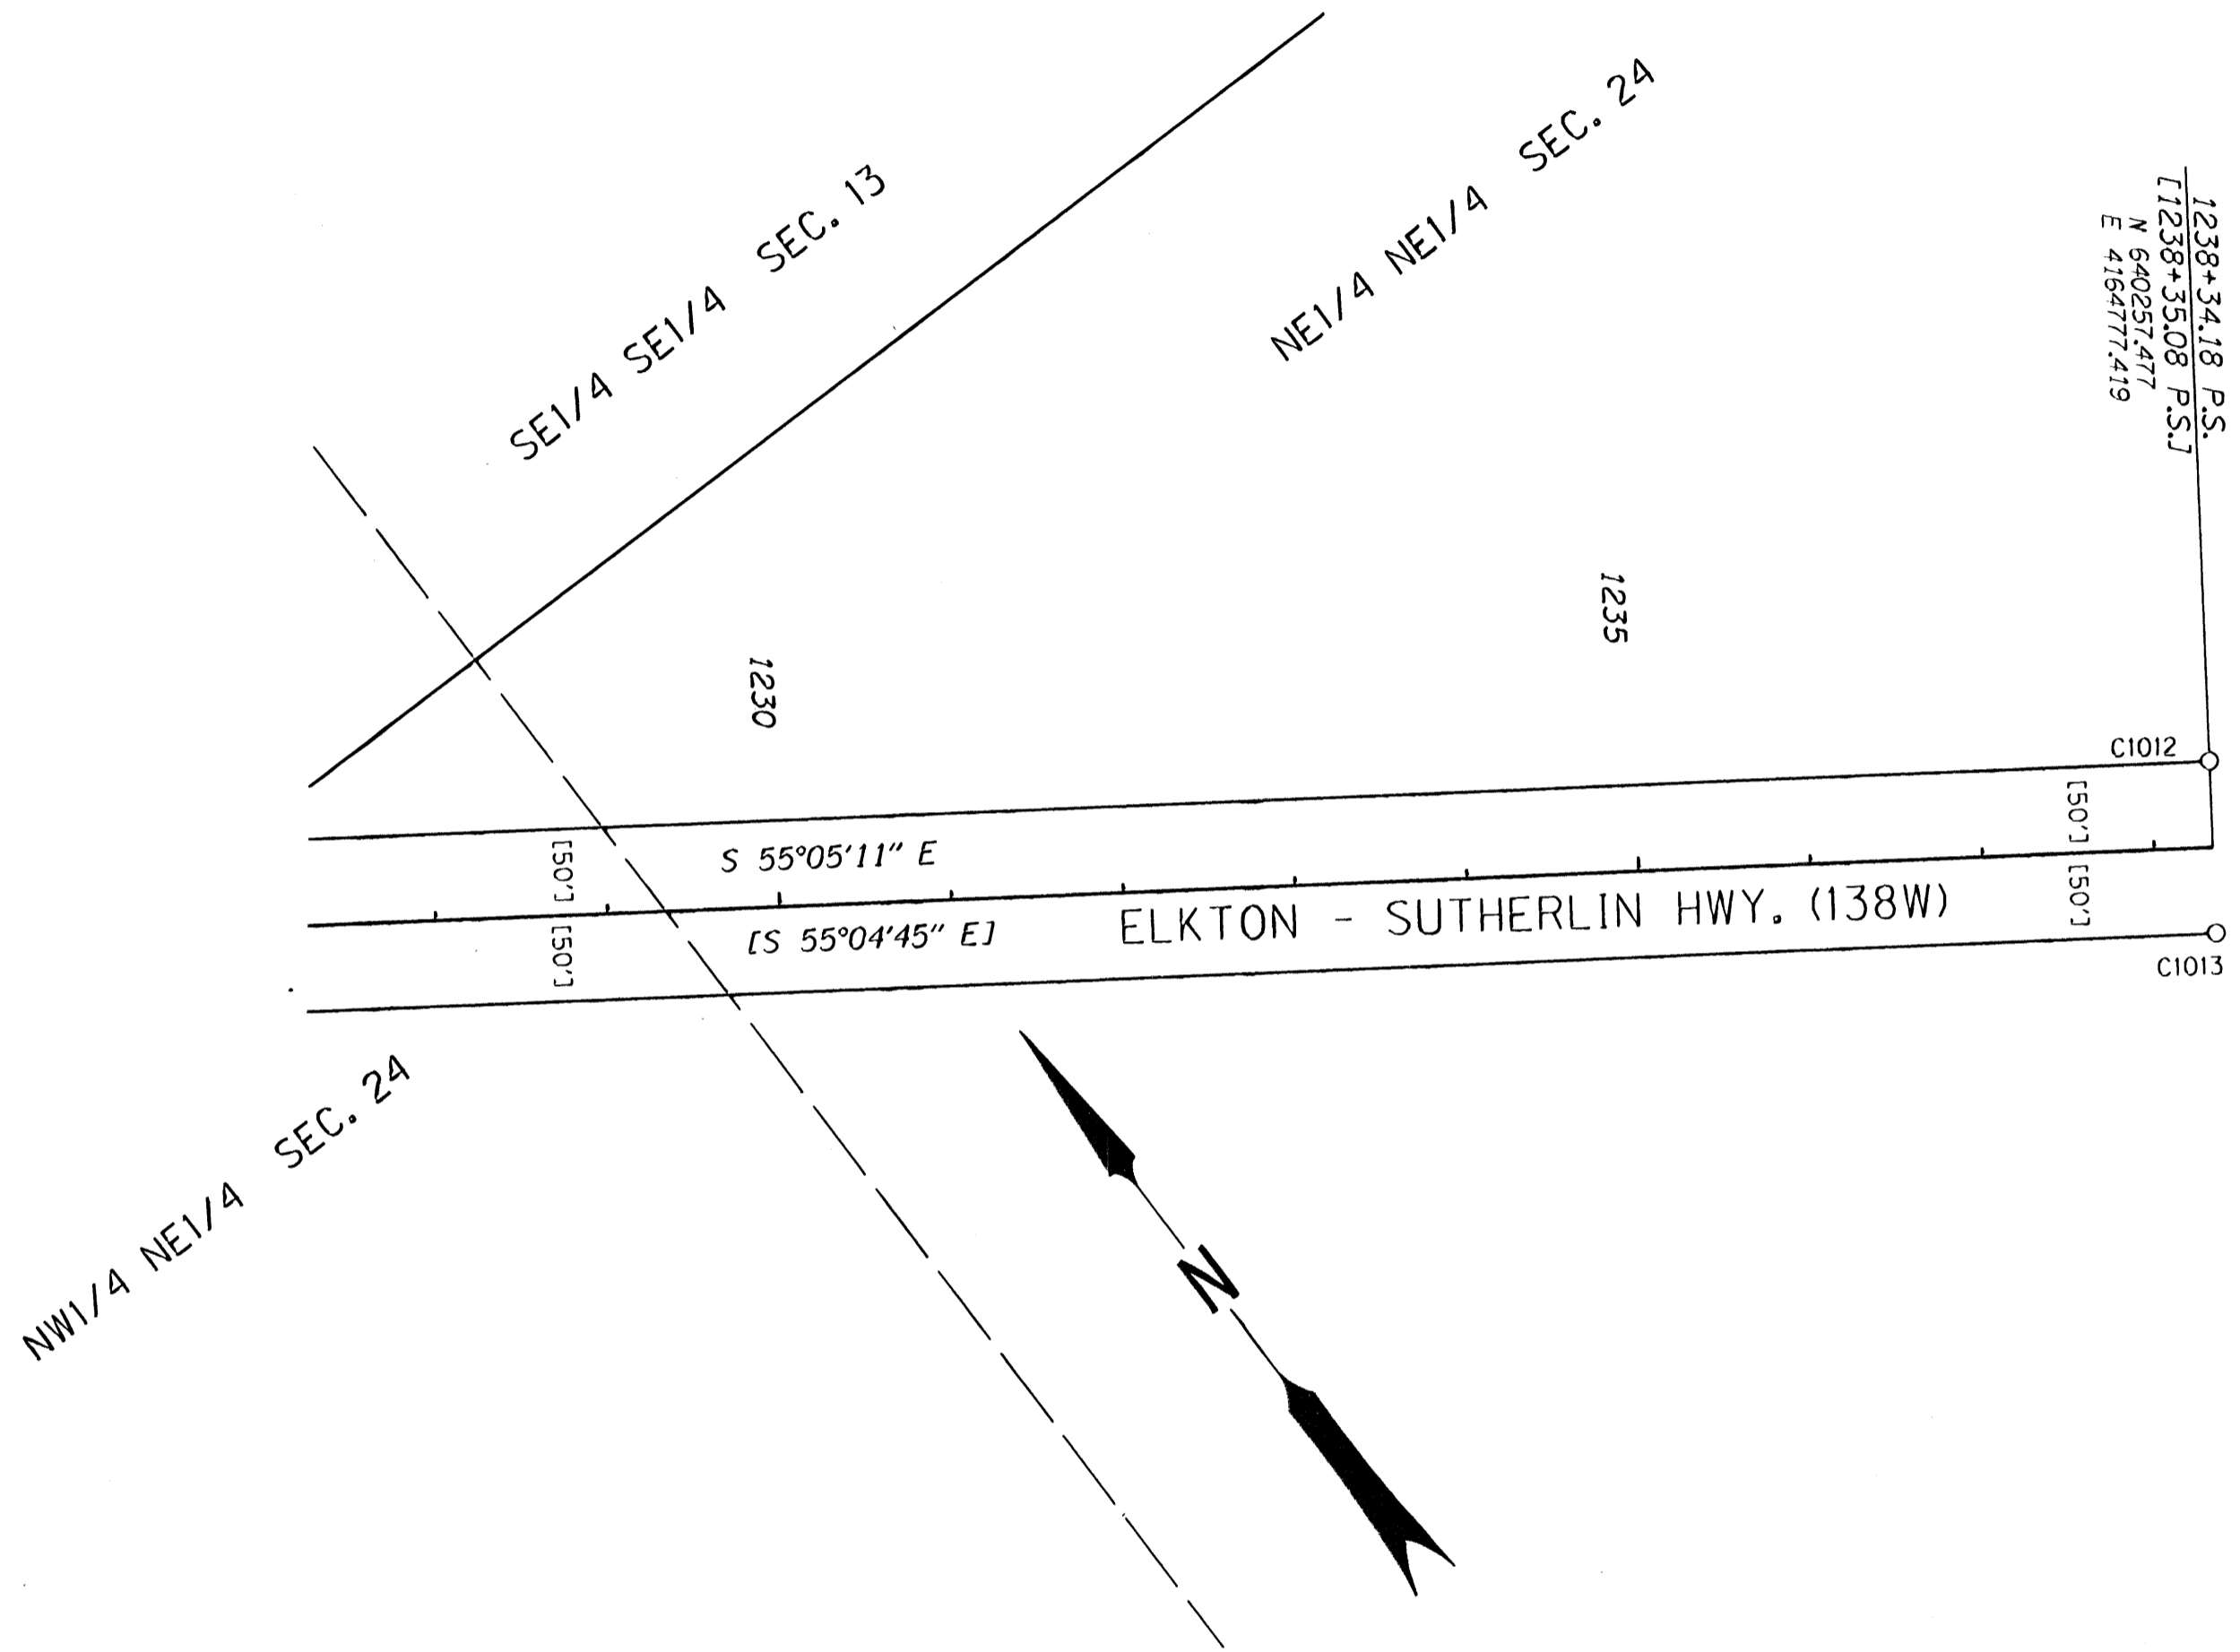 SE1/4 SE1/4 SEC. 13
NE1/4 NE1/4 SEC. 24
1238+34.18 P.S.
[1238+35.08 P.S.]
N 640257.477
E 4164777.419
1235
1230
C1012
[50']
[50']
S 55°05'11" E
[S 55°04'45" E]
ELKTON - SUTHERLIN HWY. (138W)
[50']
[50']
C1013
NW1/4 NE1/4 SEC. 24
N